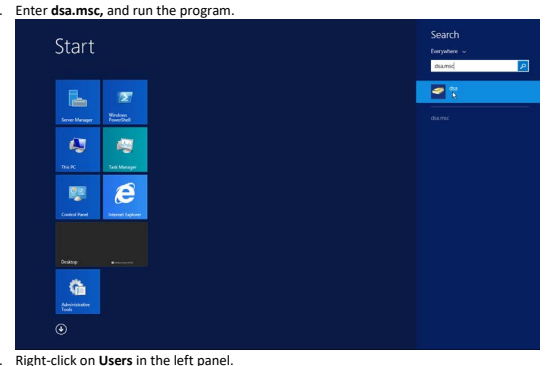 . Enter dsa.msc, and run the program.
Start
Search
Everywhere
dsa.msc
dsa
dsa.msc
Server Manager
Windows PowerShell
This PC
Task Manager
Control Panel
Internet Explorer
Desktop
Administrative Tools
. Right-click on Users in the left panel.